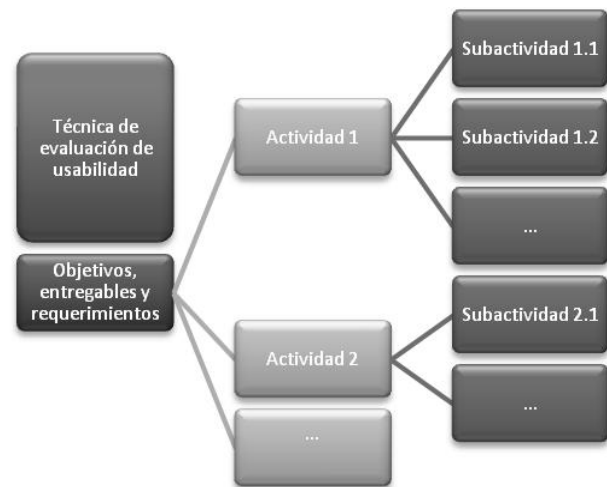 Técnica de
evaluación de
usabilidad
Objetivos,
entregables y
requerimientos
Actividad 1
Subactividad 1.1
Subactividad 1.2
...
Actividad 2
Subactividad 2.1
...
...